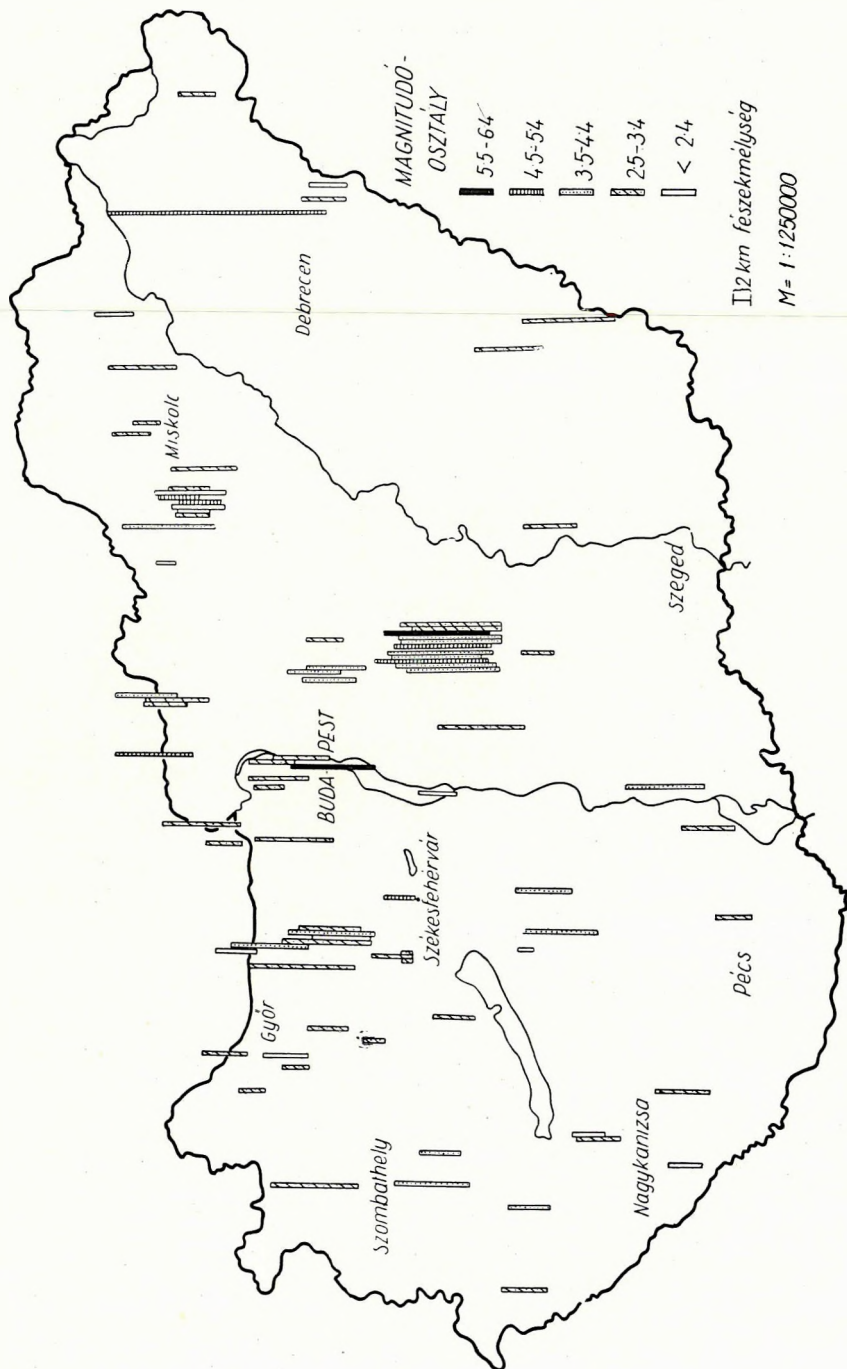 MAGNITUDÓ-
OSZTÁLY
5·5-6·4
4·5-5·4
3·5-4·4
2·5-3·4
< 2·4
2 km fészekmélység
M= 1:1250000
Debrecen
Miskolc
Szeged
BUDA- PEST
Székesfehérvár
Győr
Pécs
Szombathely
Nagykanizsa